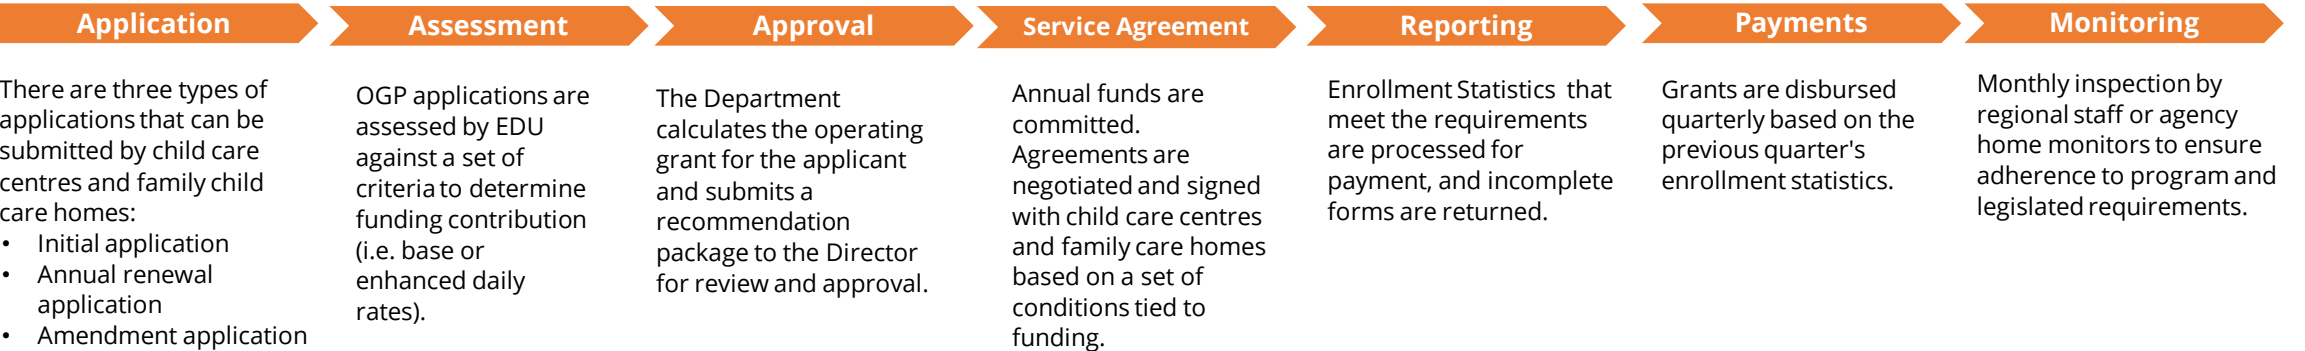 Application
There are three types of
applications that can be
submitted by child care
centres and family child
care homes:
• Initial application
• Annual renewal
application
• Amendment application
Assessment
OGP applications are
assessed by EDU
against a set of
criteria to determine
funding contribution
(i.e. base or
enhanced daily
rates).
Approval
The Department
calculates the operating
grant for the applicant
and submits a
recommendation
package to the Director
for review and approval.
Service Agreement
Annual funds are
committed.
Agreements are
negotiated and signed
with child care centres
and family care homes
based on a set of
conditions tied to
funding.
Reporting
Enrollment Statistics that
meet the requirements
are processed for
payment, and incomplete
forms are returned.
Payments
Grants are disbursed
quarterly based on the
previous quarter's
enrollment statistics.
Monitoring
Monthly inspection by
regional staff or agency
home monitors to ensure
adherence to program and
legislated requirements.